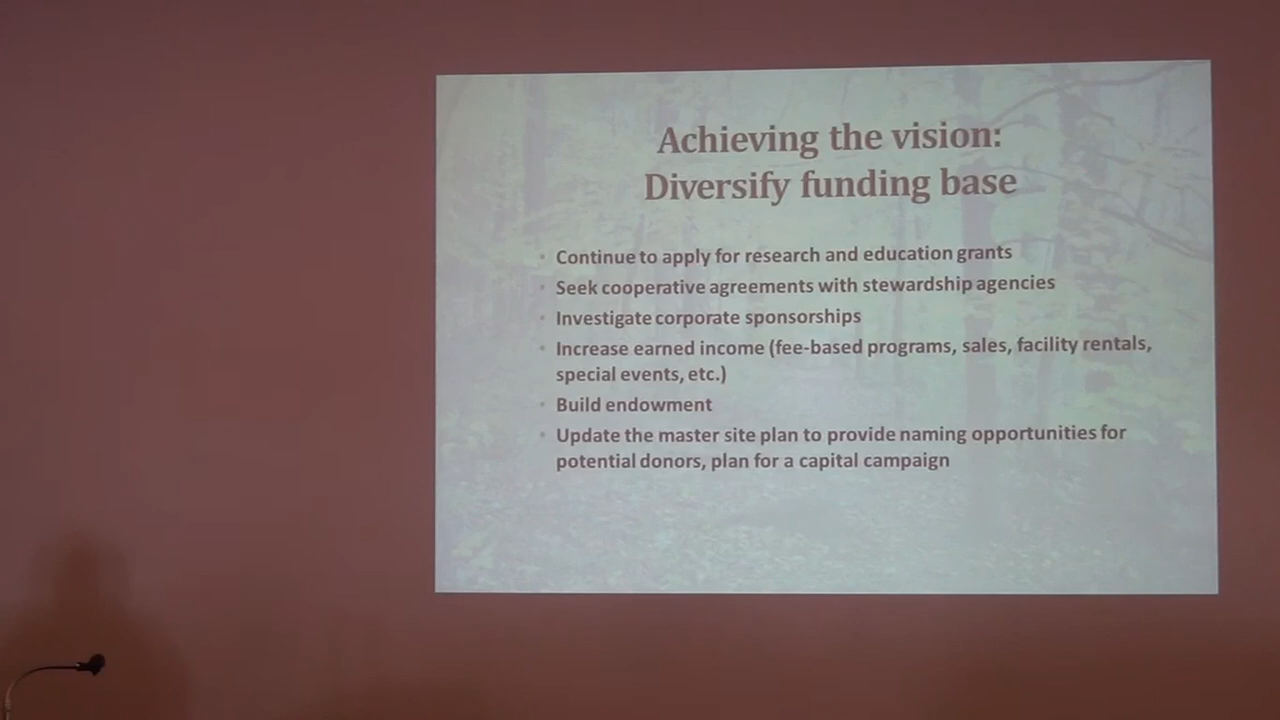 Achieving the vision:
Diversify funding base
Continue to apply for research and education grants
Seek cooperative agreements with stewardship agencies
Investigate corporate sponsorships
Increase earned income (fee-based programs, sales, facility rentals,
special events, etc.)
Build endowment
Update the master site plan to provide naming opportunities for
potential donors, plan for a capital campaign